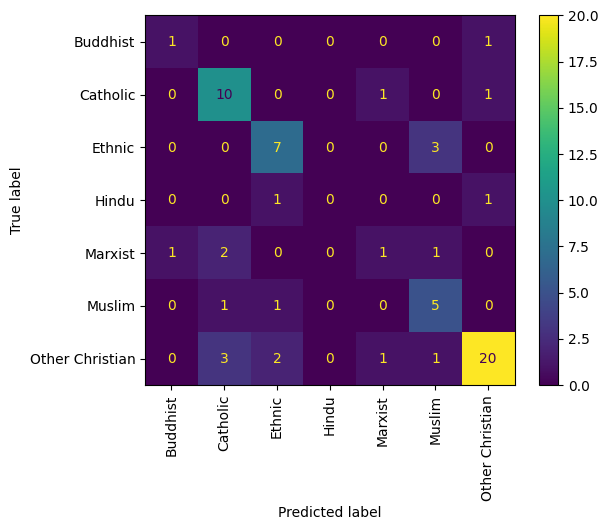 Buddhist 1 0 0 0 0 0 1
Catholic 0 10 0 0 1 0 1
Ethnic 0 0 7 0 0 3 0
Hindu 0 0 1 0 0 0 1
Marxist 1 2 0 0 1 1 0
Muslim 0 1 1 0 0 5 0
Other Christian 0 3 2 0 1 1 20
True label
Buddhist
Catholic
Ethnic
Hindu
Marxist
Muslim
Other Christian
Predicted label
20.0
17.5
15.0
12.5
10.0
7.5
5.0
2.5
0.0